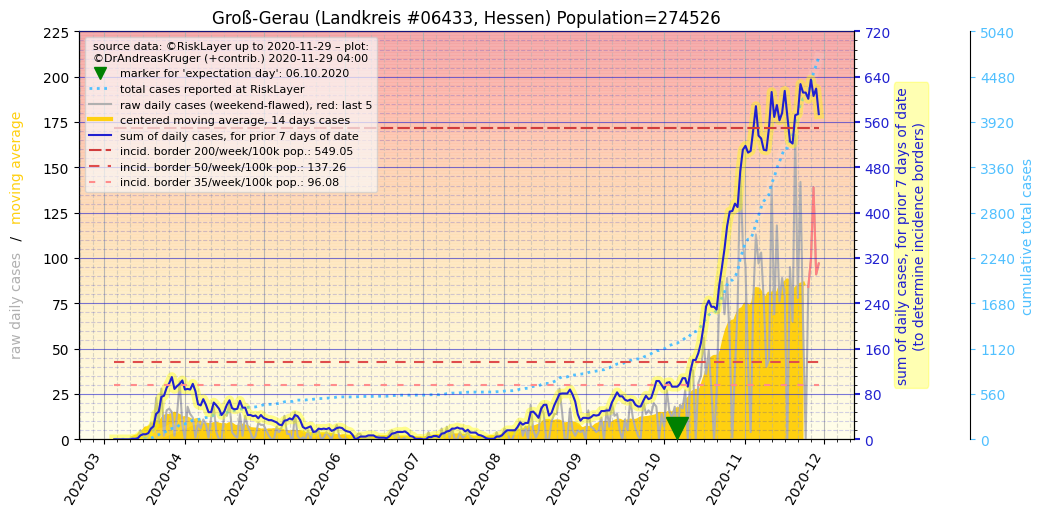 Groß-Gerau (Landkreis #06433, Hessen) Population=274526
source data: ©RiskLayer up to 2020-11-29 – plot:
©DrAndreasKruger (+contrib.) 2020-11-29 04:00
marker for 'expectation day': 06.10.2020
total cases reported at RiskLayer
raw daily cases (weekend-flawed), red: last 5
centered moving average, 14 days cases
sum of daily cases, for prior 7 days of date
incid. border 200/week/100k pop.: 549.05
incid. border 50/week/100k pop.: 137.26
incid. border 35/week/100k pop.: 96.08
raw daily cases / moving average
225
200
175
150
125
100
75
50
25
0
2020-03
2020-04
2020-05
2020-06
2020-07
2020-08
2020-09
2020-10
2020-11
2020-12
720
640
560
480
400
320
240
160
80
0
sum of daily cases, for prior 7 days of date
(to determine incidence borders)
5040
4480
3920
3360
2800
2240
1680
1120
560
0
cumulative total cases